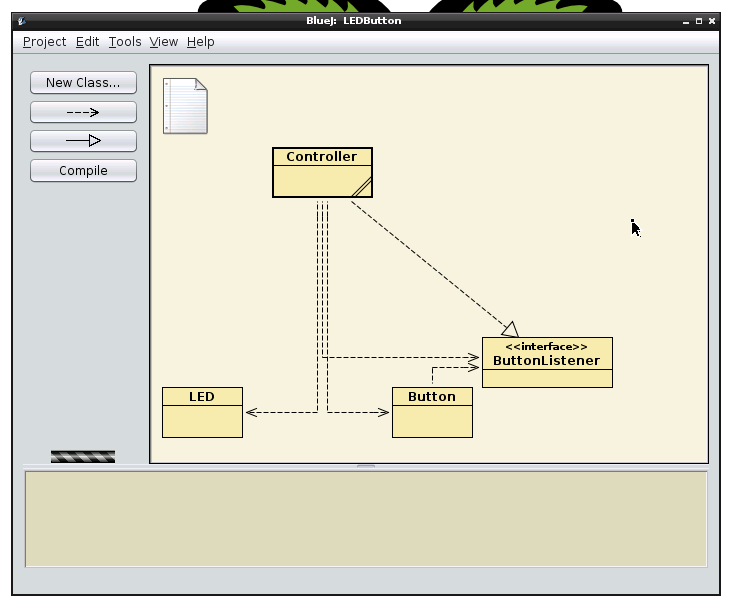 BlueJ: LEDButton
Project Edit Tools View Help
New Class...
Compile
Controller
<<interface>>
ButtonListener
LED
Button